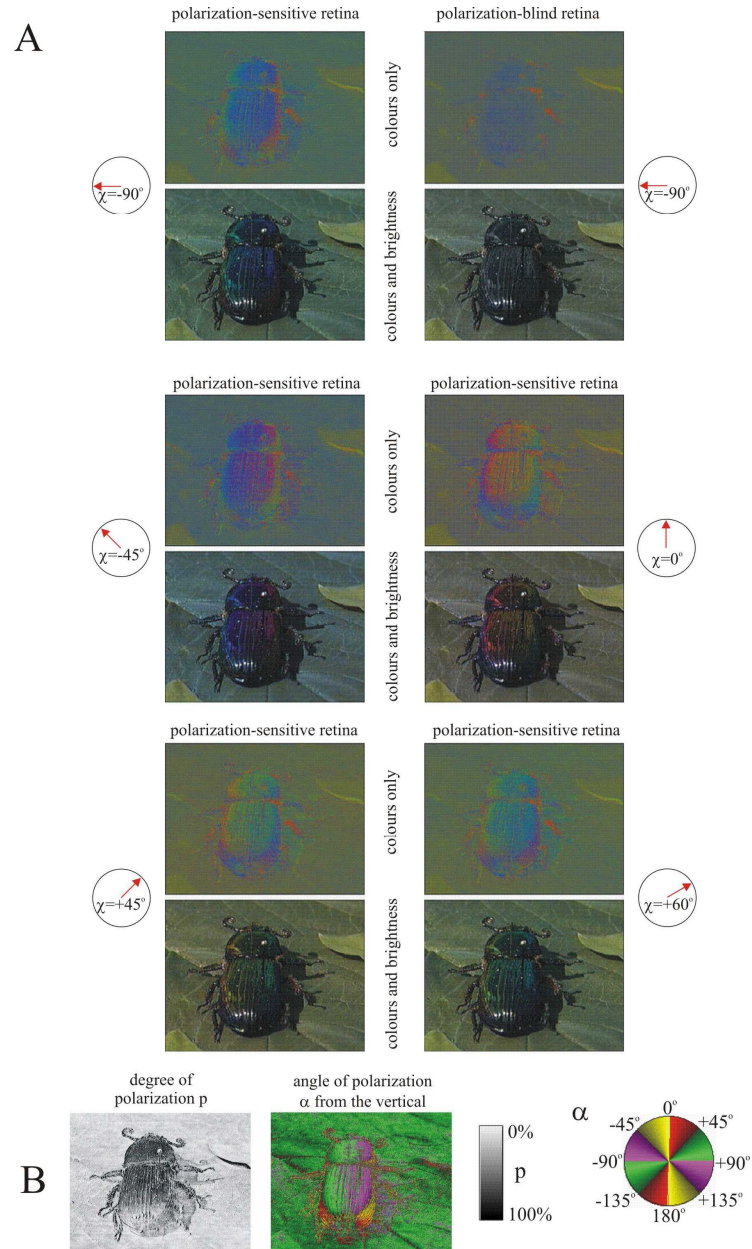 A
polarization-sensitive retina
polarization-blind retina
colours only
χ=-90°
χ=-90°
colours and brightness
polarization-sensitive retina
polarization-sensitive retina
colours only
χ=-45°
χ=0°
colours and brightness
polarization-sensitive retina
polarization-sensitive retina
colours only
χ=+45°
χ=+60°
colours and brightness
B
degree of
polarization p
angle of polarization
α from the vertical
0%
p
100%
α
0°
-45°
+45°
-90°
+90°
-135°
+135°
180°